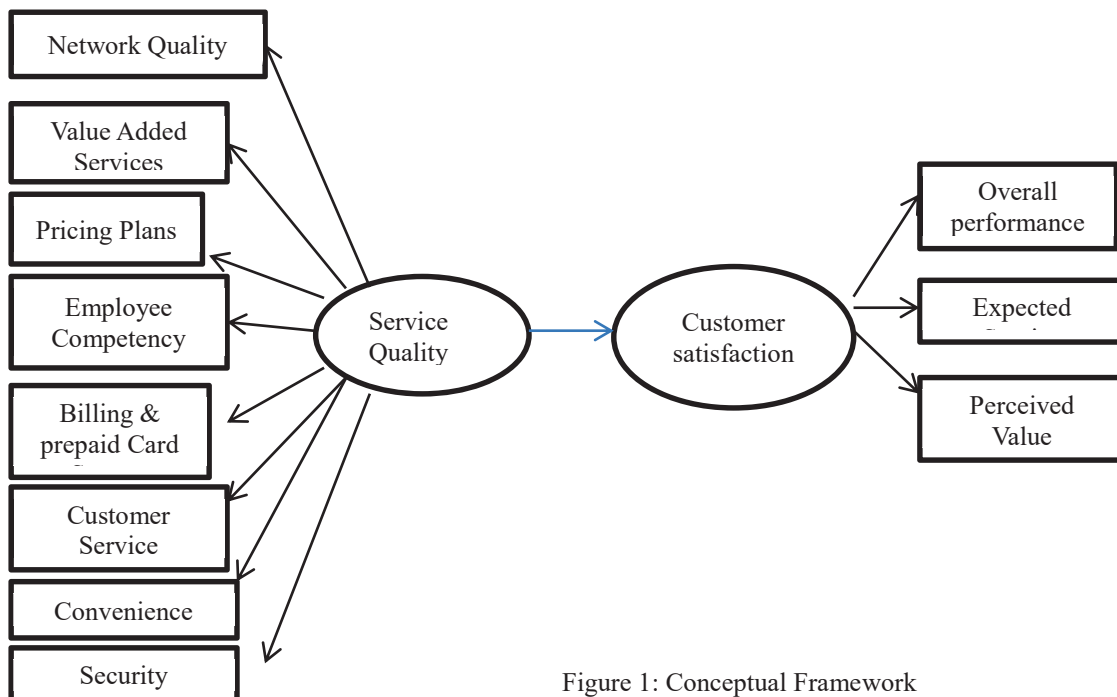 Network Quality
Value Added
Services
Pricing Plans
Employee
Competency
Billing &
prepaid Card
Customer
Service
Convenience
Security
Service
Quality
Customer
satisfaction
Overall
performance
Expected
Perceived
Value
Figure 1: Conceptual Framework